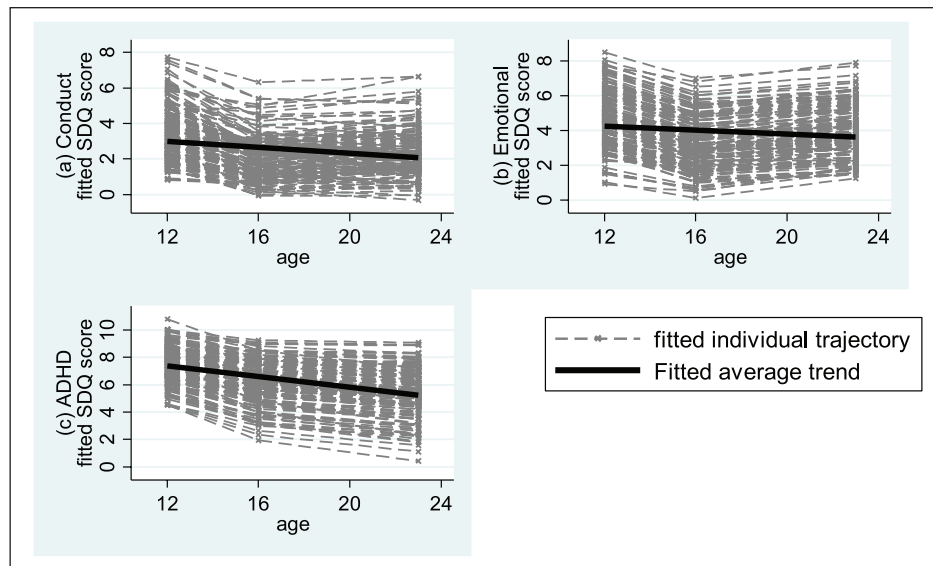 (a) Conduct
fitted SDQ score
8
6
4
2
0
12 16 20 24
age
(b) Emotional
fitted SDQ score
8
6
4
2
0
12 16 20 24
age
(c) ADHD
fitted SDQ score
10
8
6
4
2
0
12 16 20 24
age
fitted individual trajectory
Fitted average trend